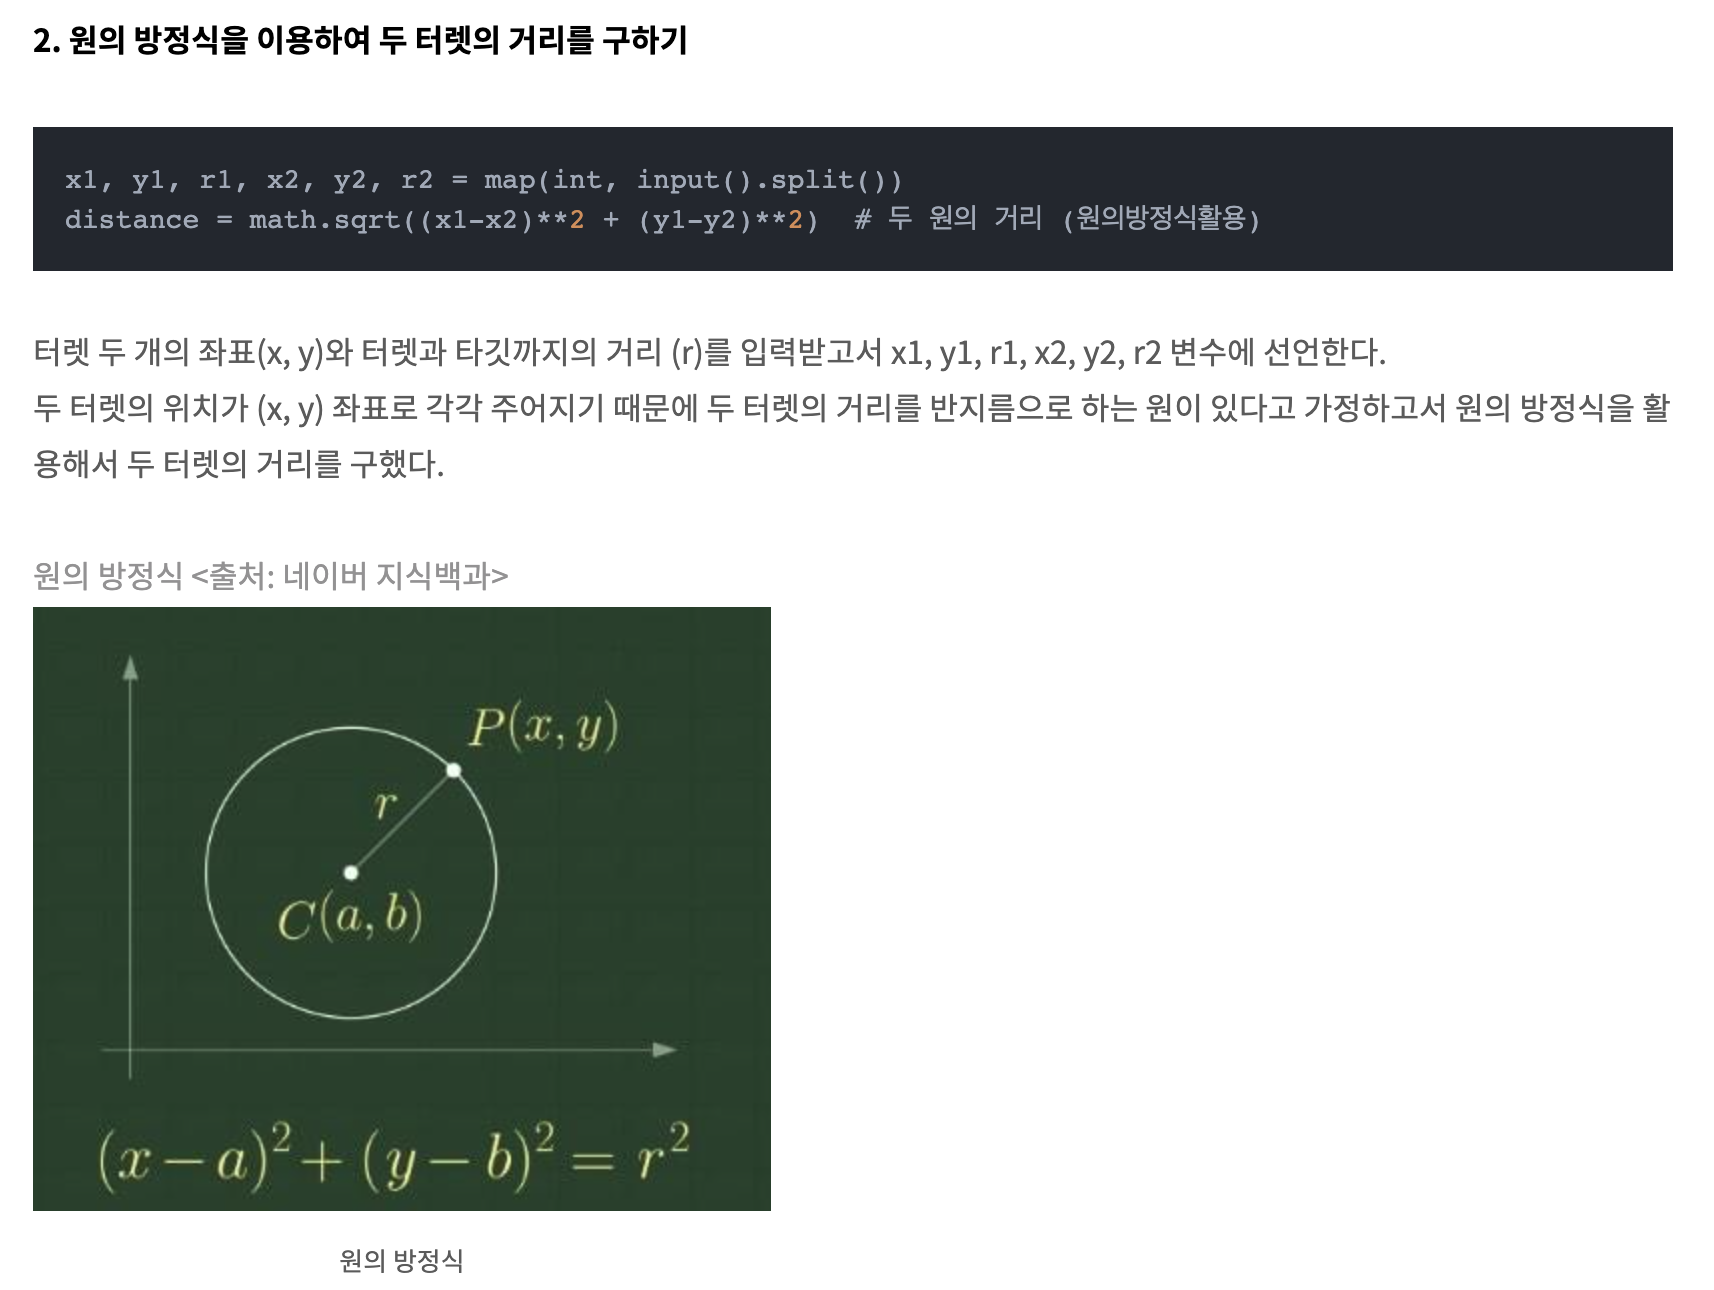 2. 원의 방정식을 이용하여 두 터렛의 거리를 구하기
x1, y1, r1, x2, y2, r2 = map(int, input().split())
distance = math.sqrt((x1-x2)**2 + (y1-y2)**2)  # 두 원의 거리 (원의방정식활용)
터렛 두 개의 좌표(x, y)와 터렛과 타깃까지의 거리 (r)를 입력받고서 x1, y1, r1, x2, y2, r2 변수에 선언한다.
두 터렛의 위치가 (x, y) 좌표로 각각 주어지기 때문에 두 터렛의 거리를 반지름으로 하는 원이 있다고 가정하고서 원의 방정식을 활
용해서 두 터렛의 거리를 구했다.
원의 방정식 <출처: 네이버 지식백과>
P(x, y)
r
C(a, b)
(x − a)² + (y − b)² = r²
원의 방정식